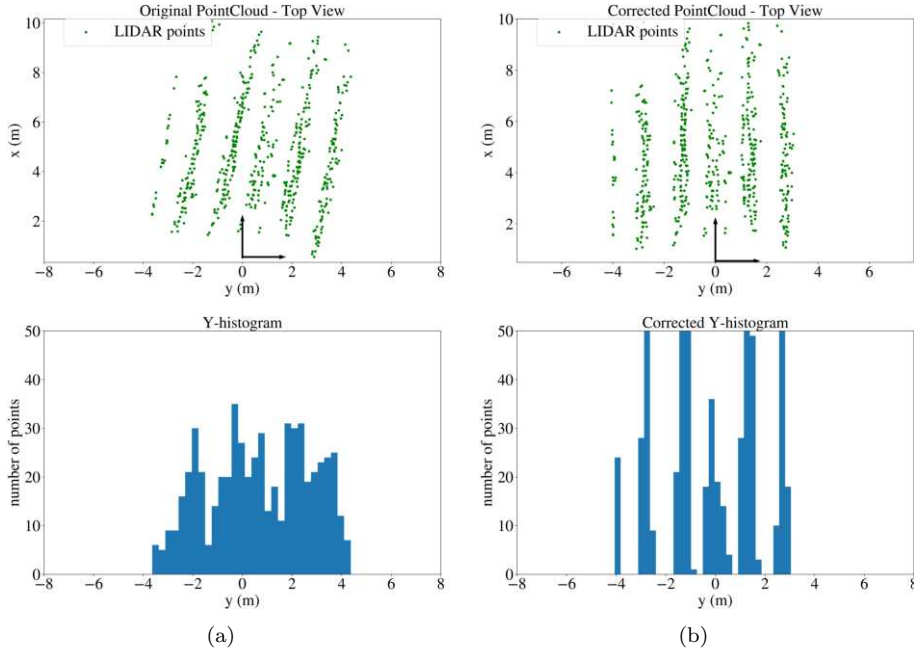 Original PointCloud - Top View
Corrected PointCloud - Top View
LIDAR points
LIDAR points
10
8
6
4
2
x (m)
−8 −6 −4 −2 0 2 4 6 8
y (m)
10
8
6
4
2
x (m)
−6 −4 −2 0 2 4 6
y (m)
Y-histogram
Corrected Y-histogram
50
40
30
20
10
0
number of points
−8 −6 −4 −2 0 2 4 6 8
y (m)
50
40
30
20
10
0
number of points
−8 −6 −4 −2 0 2 4 6 8
y (m)
(a)
(b)